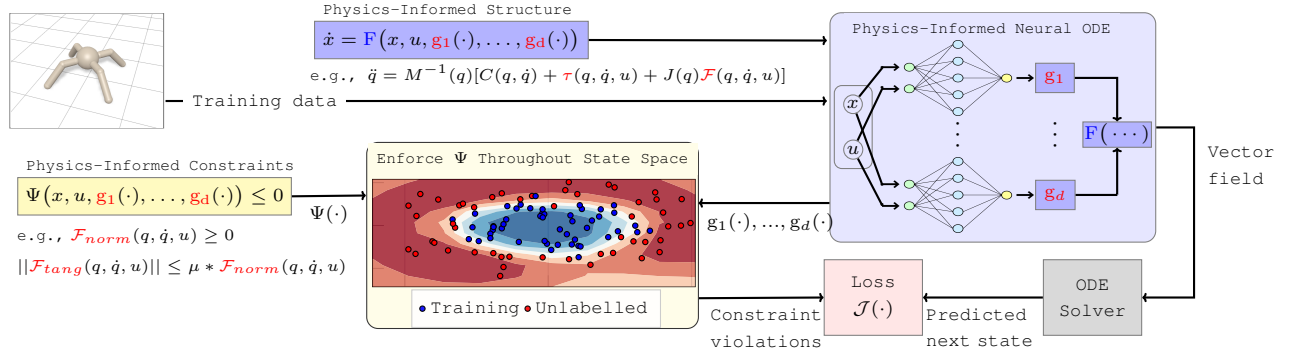 Physics-Informed Structure
ẋ = F(x, u, g₁(·), . . . , g_d(·))
e.g., q̈ = M⁻¹(q)[C(q, q̇) + τ(q, q̇, u) + J(q)ℱ(q, q̇, u)]
Training data
Physics-Informed Neural ODE
x
u
g₁
g_d
F(· · ·)
Vector
field
Physics-Informed Constraints
Ψ(x, u, g₁(·), . . . , g_d(·)) ≤ 0
e.g., ℱ_norm(q, q̇, u) ≥ 0
||ℱ_tang(q, q̇, u)|| ≤ μ * ℱ_norm(q, q̇, u)
Ψ(·)
Enforce Ψ Throughout State Space
Training Unlabelled
g₁(·), ..., g_d(·)
Constraint
violations
Loss
𝒥(·)
Predicted
next state
ODE
Solver